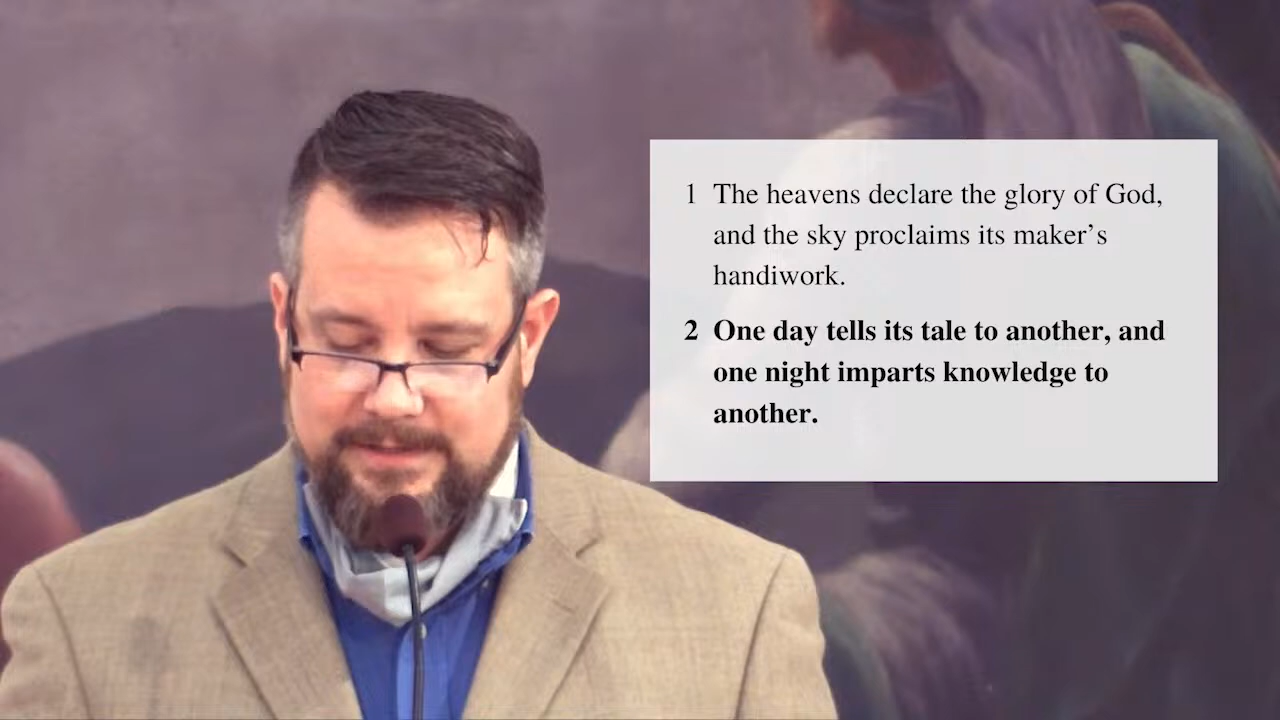 1 The heavens declare the glory of God,
and the sky proclaims its maker’s
handiwork.
2 One day tells its tale to another, and
one night imparts knowledge to
another.